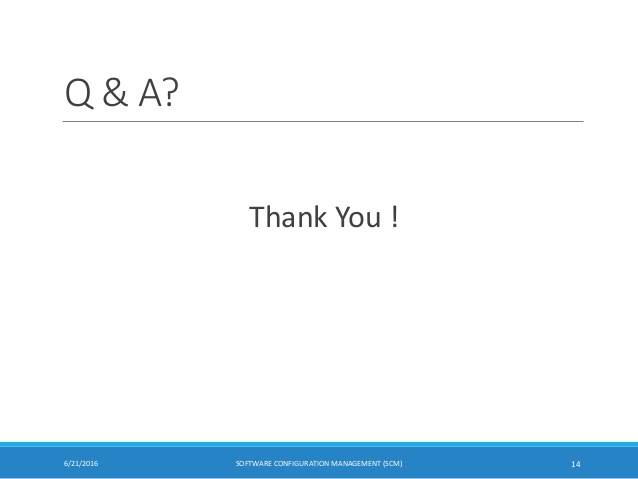 Q & A?
Thank You !
6/21/2016 SOFTWARE CONFIGURATION MANAGEMENT (SCM) 14